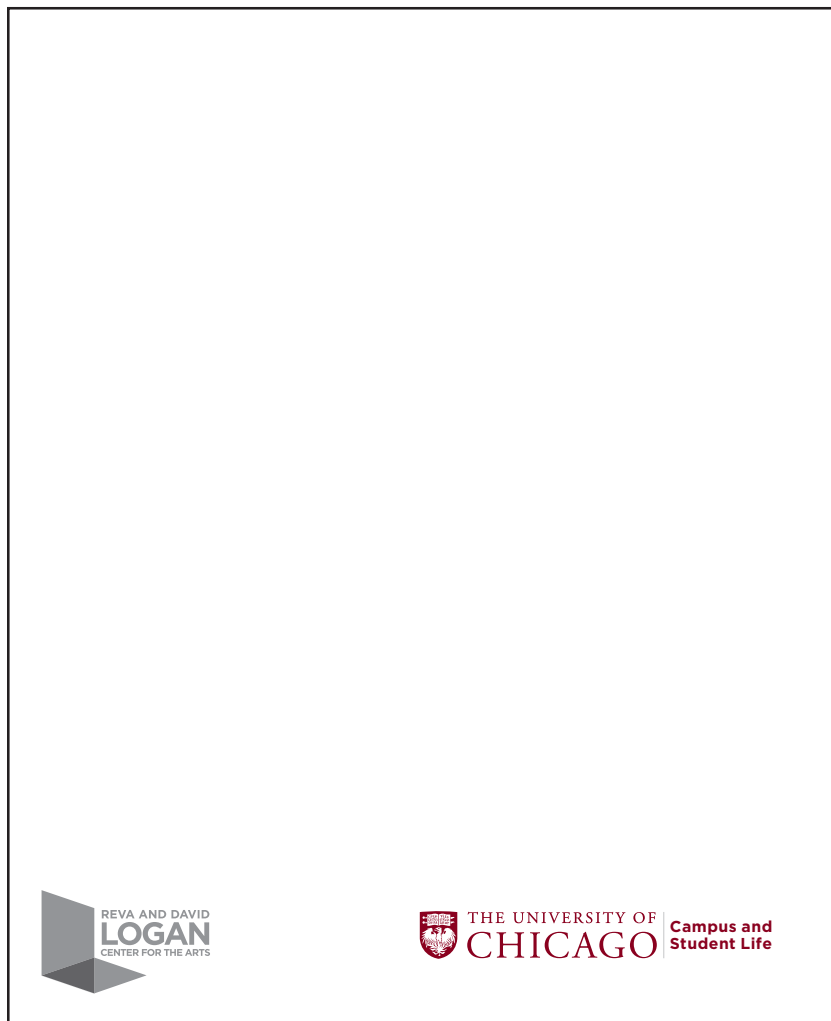 REVA AND DAVID
LOGAN
CENTER FOR THE ARTS
THE UNIVERSITY OF
CHICAGO
Campus and
Student Life